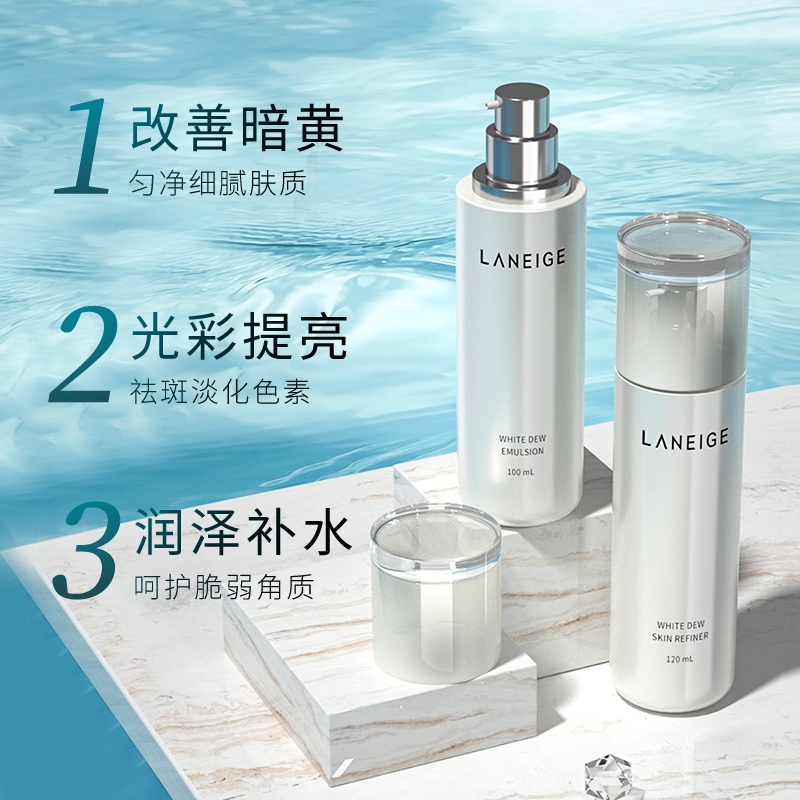 1 改善暗黄
匀净细腻肤质
2 光彩提亮
祛斑淡化色素
3 润泽补水
呵护脆弱角质
LANEIGE
WHITE DEW
EMULSION
100 mL
LANEIGE
WHITE DEW
SKIN REFINER
120 mL